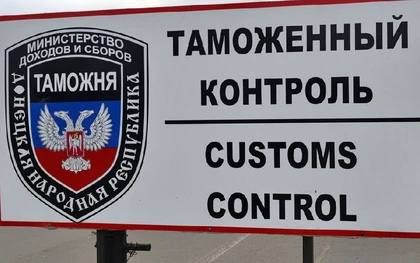 МИНИСТЕРСТВО
ДОХОДОВ И СБОРОВ
ТАМОЖНЯ
ДОНЕЦКАЯ НАРОДНАЯ РЕСПУБЛИКА
ТАМОЖЕННЫЙ
КОНТРОЛЬ
CUSTOMS
CONTROL